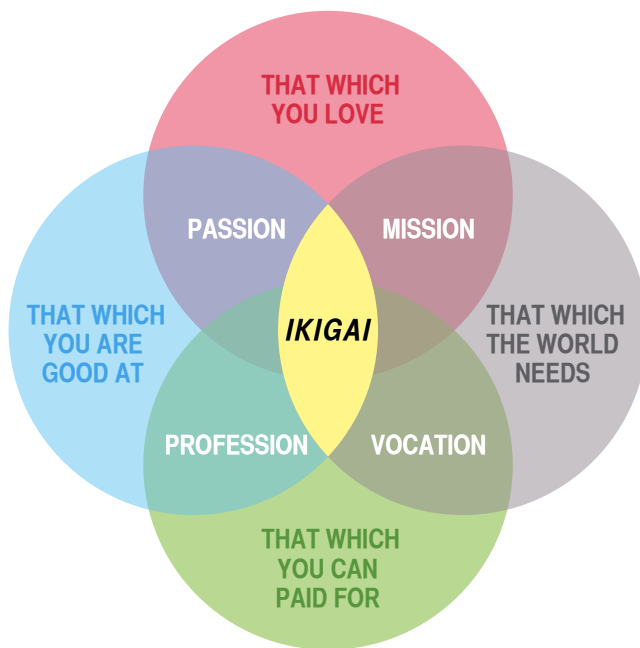 THAT WHICH
YOU LOVE
PASSION
MISSION
THAT WHICH
YOU ARE
GOOD AT
IKIGAI
THAT WHICH
THE WORLD
NEEDS
PROFESSION
VOCATION
THAT WHICH
YOU CAN
PAID FOR